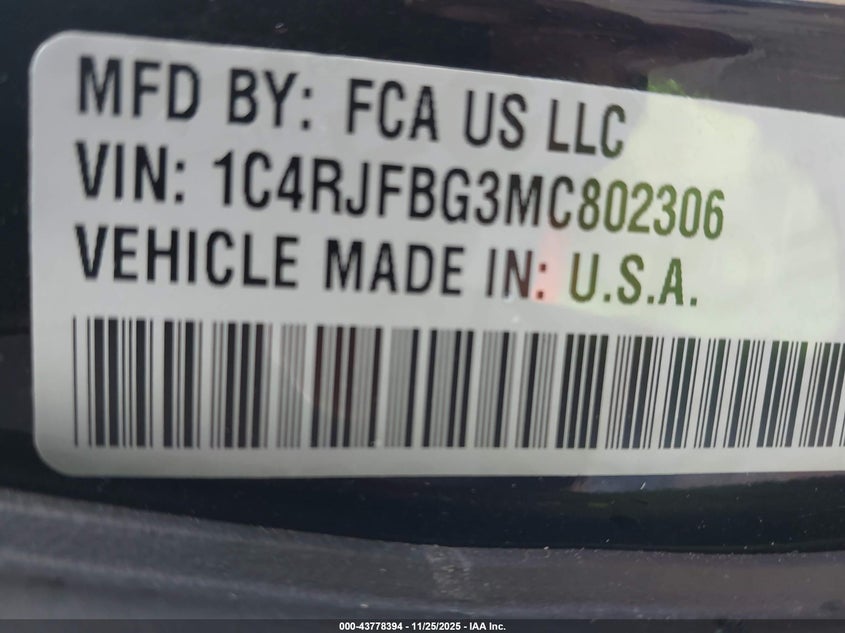 MFD BY: FCA US LLC
VIN: 1C4RJFBG3MC802306
VEHICLE MADE IN: U.S.A.
000-43778394 - 11/25/2025 - © IAA Inc.